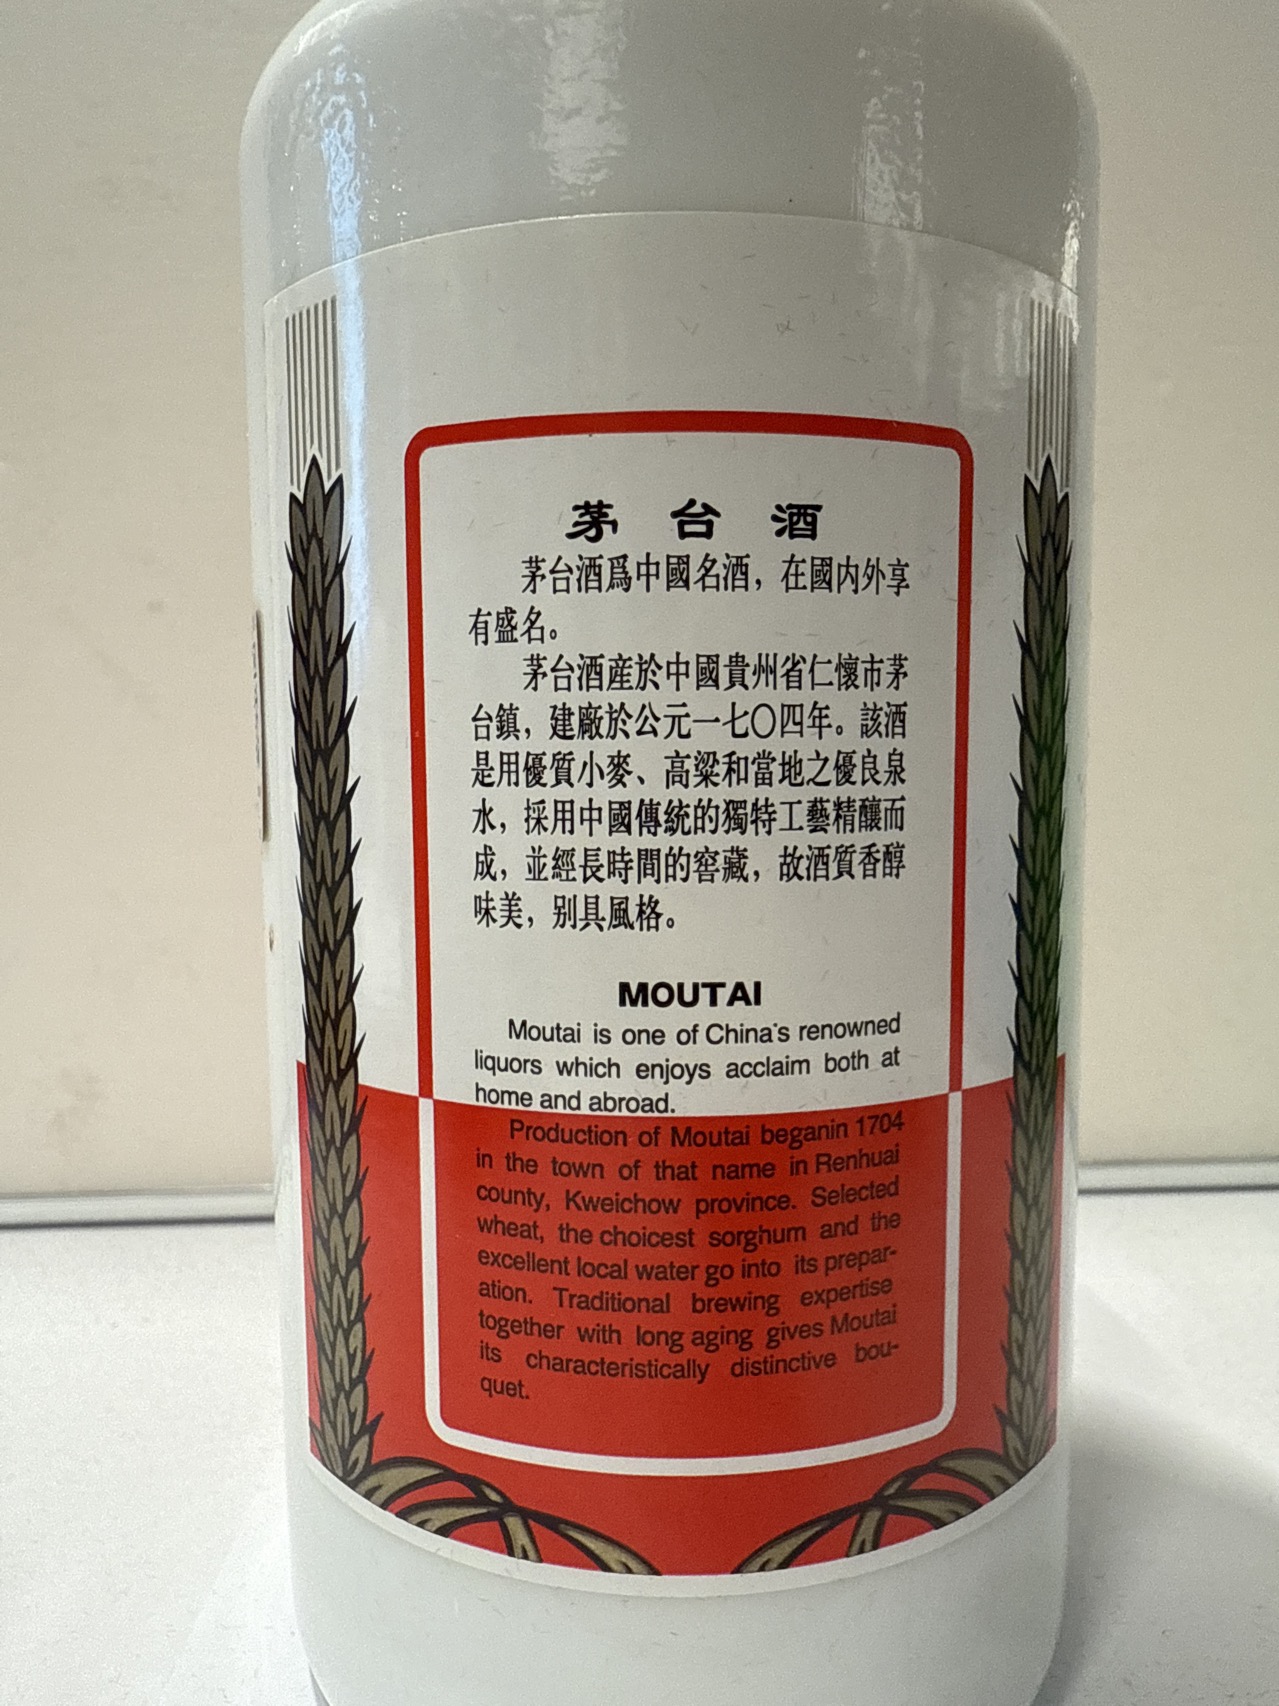 茅台酒
茅台酒爲中國名酒，在國内外享
有盛名。
茅台酒産於中國貴州省仁懷市茅
台鎮，建廠於公元一七〇四年。該酒
是用優質小麥、高粱和當地之優良泉
水，採用中國傳統的獨特工藝精釀而
成，並經長時間的窖藏，故酒質香醇
味美，别具風格。
MOUTAI
Moutai is one of China's renowned
liquors which enjoys acclaim both at
home and abroad.
Production of Moutai beganin 1704
in the town of that name in Renhuai
county, Kweichow province. Selected
wheat, the choicest sorghum and the
excellent local water go into its prepar-
ation. Traditional brewing expertise
together with long aging gives Moutai
its characteristically distinctive bou-
quet.